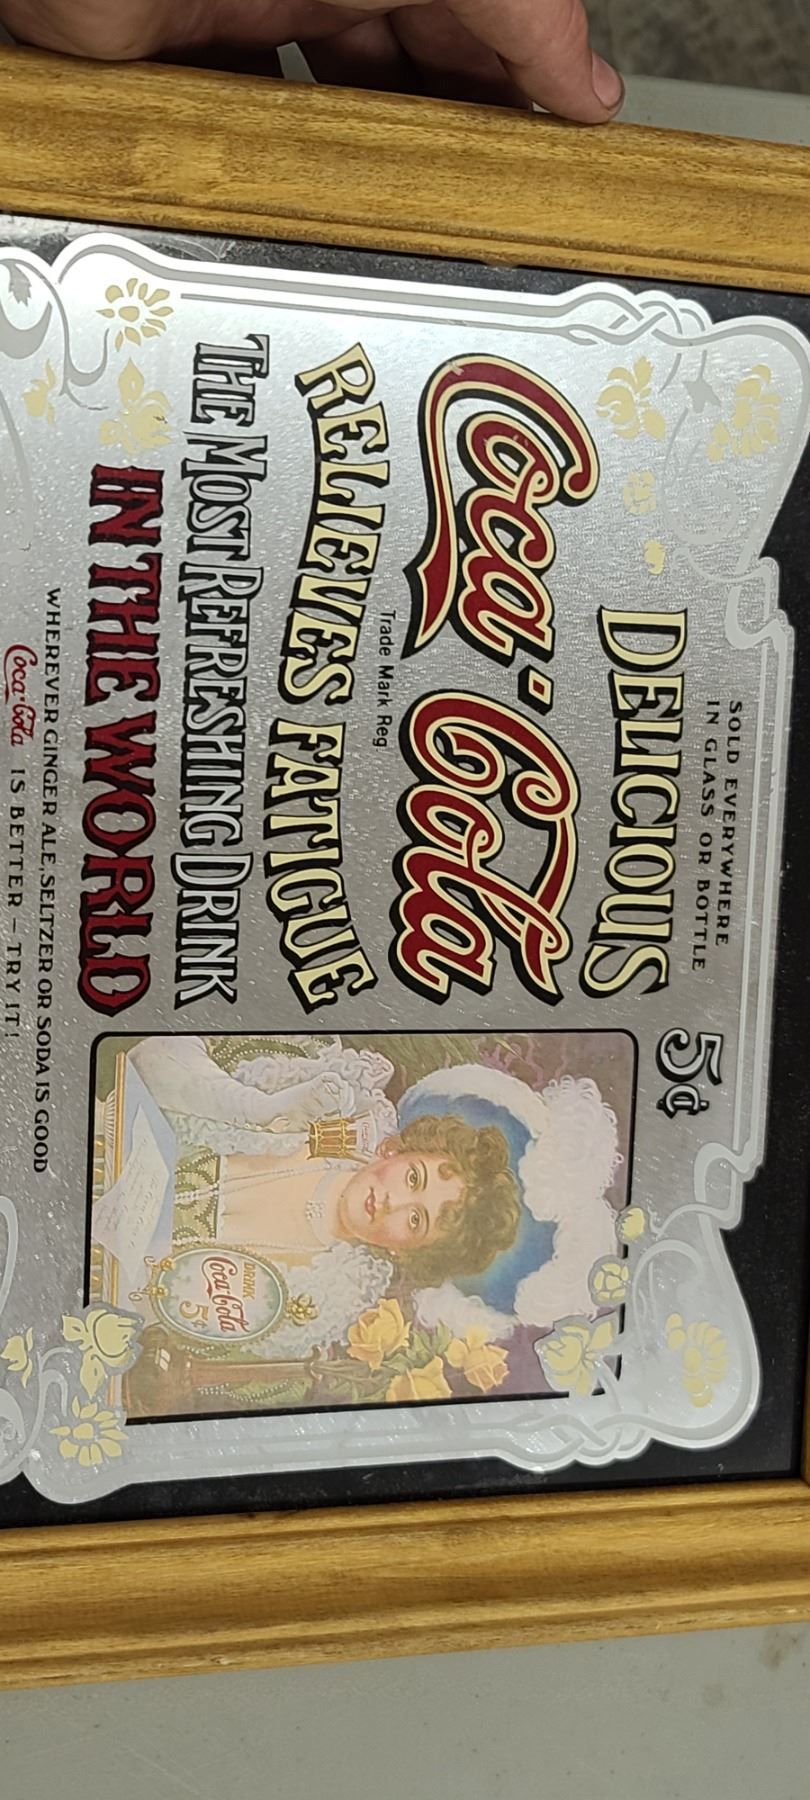 SOLD EVERYWHERE
IN GLASS OR BOTTLE
DELICIOUS 5¢
Coca-Cola
Trade Mark Reg.
RELIEVES FATIGUE
THE MOST REFRESHING DRINK
IN THE WORLD
WHEREVER GINGER ALE, SELTZER OR SODA IS GOOD
Coca-Cola IS BETTER – TRY IT!
DRINK
Coca-Cola
5¢